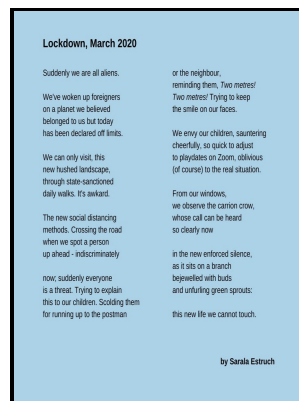 Lockdown, March 2020
Suddenly we are all aliens.
We've woken up foreigners
on a planet we believed
belonged to us but today
has been declared off limits.
We can only visit, this
new hushed landscape,
through state-sanctioned
daily walks. It's awkard.
The new social distancing
methods. Crossing the road
when we spot a person
up ahead - indiscriminately
now; suddenly everyone
is a threat. Trying to explain
this to our children. Scolding them
for running up to the postman
or the neighbour,
reminding them, Two metres!
Two metres! Trying to keep
the smile on our faces.
We envy our children, sauntering
cheerfully, so quick to adjust
to playdates on Zoom, oblivious
(of course) to the real situation.
From our windows,
we observe the carrion crow,
whose call can be heard
so clearly now
in the new enforced silence,
as it sits on a branch
bejewelled with buds
and unfurling green sprouts:
this new life we cannot touch.
by Sarala Estruch